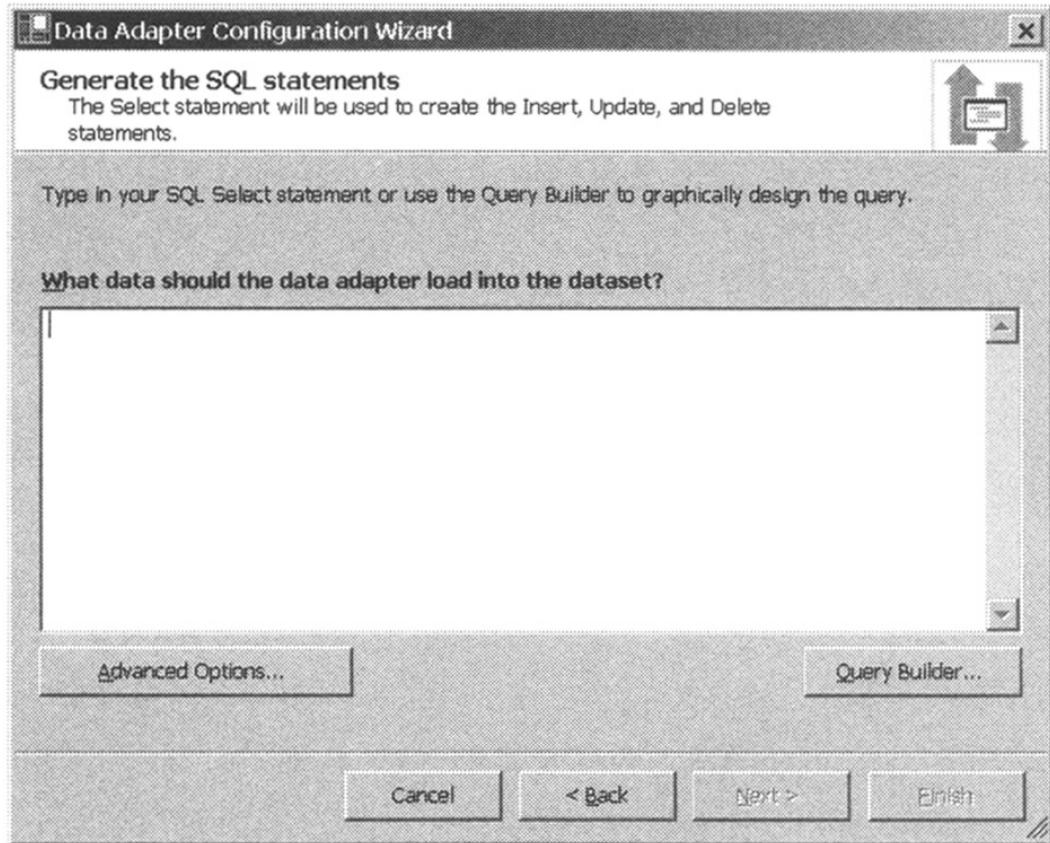 Data Adapter Configuration Wizard
Generate the SQL statements
The Select statement will be used to create the Insert, Update, and Delete
statements.
Type in your SQL Select statement or use the Query Builder to graphically design the query.
What data should the data adapter load into the dataset?
Advanced Options...
Query Builder...
Cancel
< Back
Next >
Finish